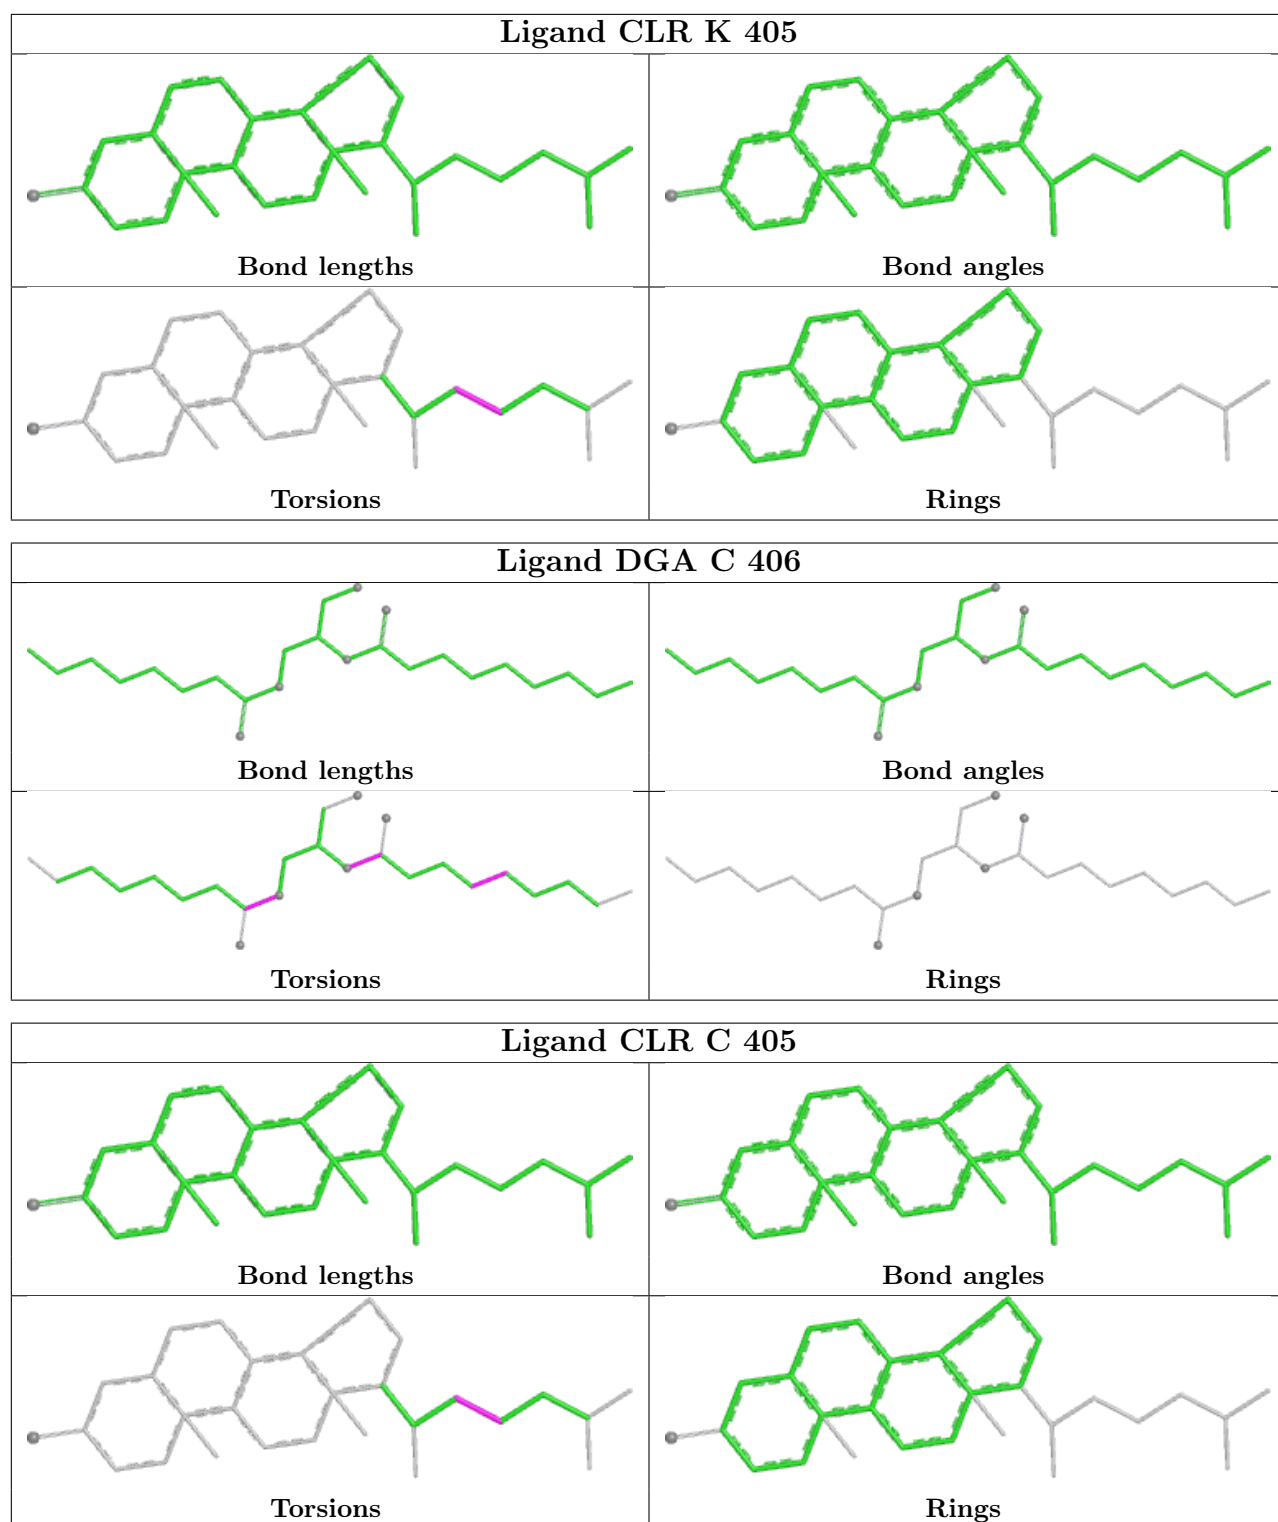 Ligand CLR K 405
Bond lengths
Bond angles
Torsions
Rings
Ligand DGA C 406
Bond lengths
Bond angles
Torsions
Rings
Ligand CLR C 405
Bond lengths
Bond angles
Torsions
Rings